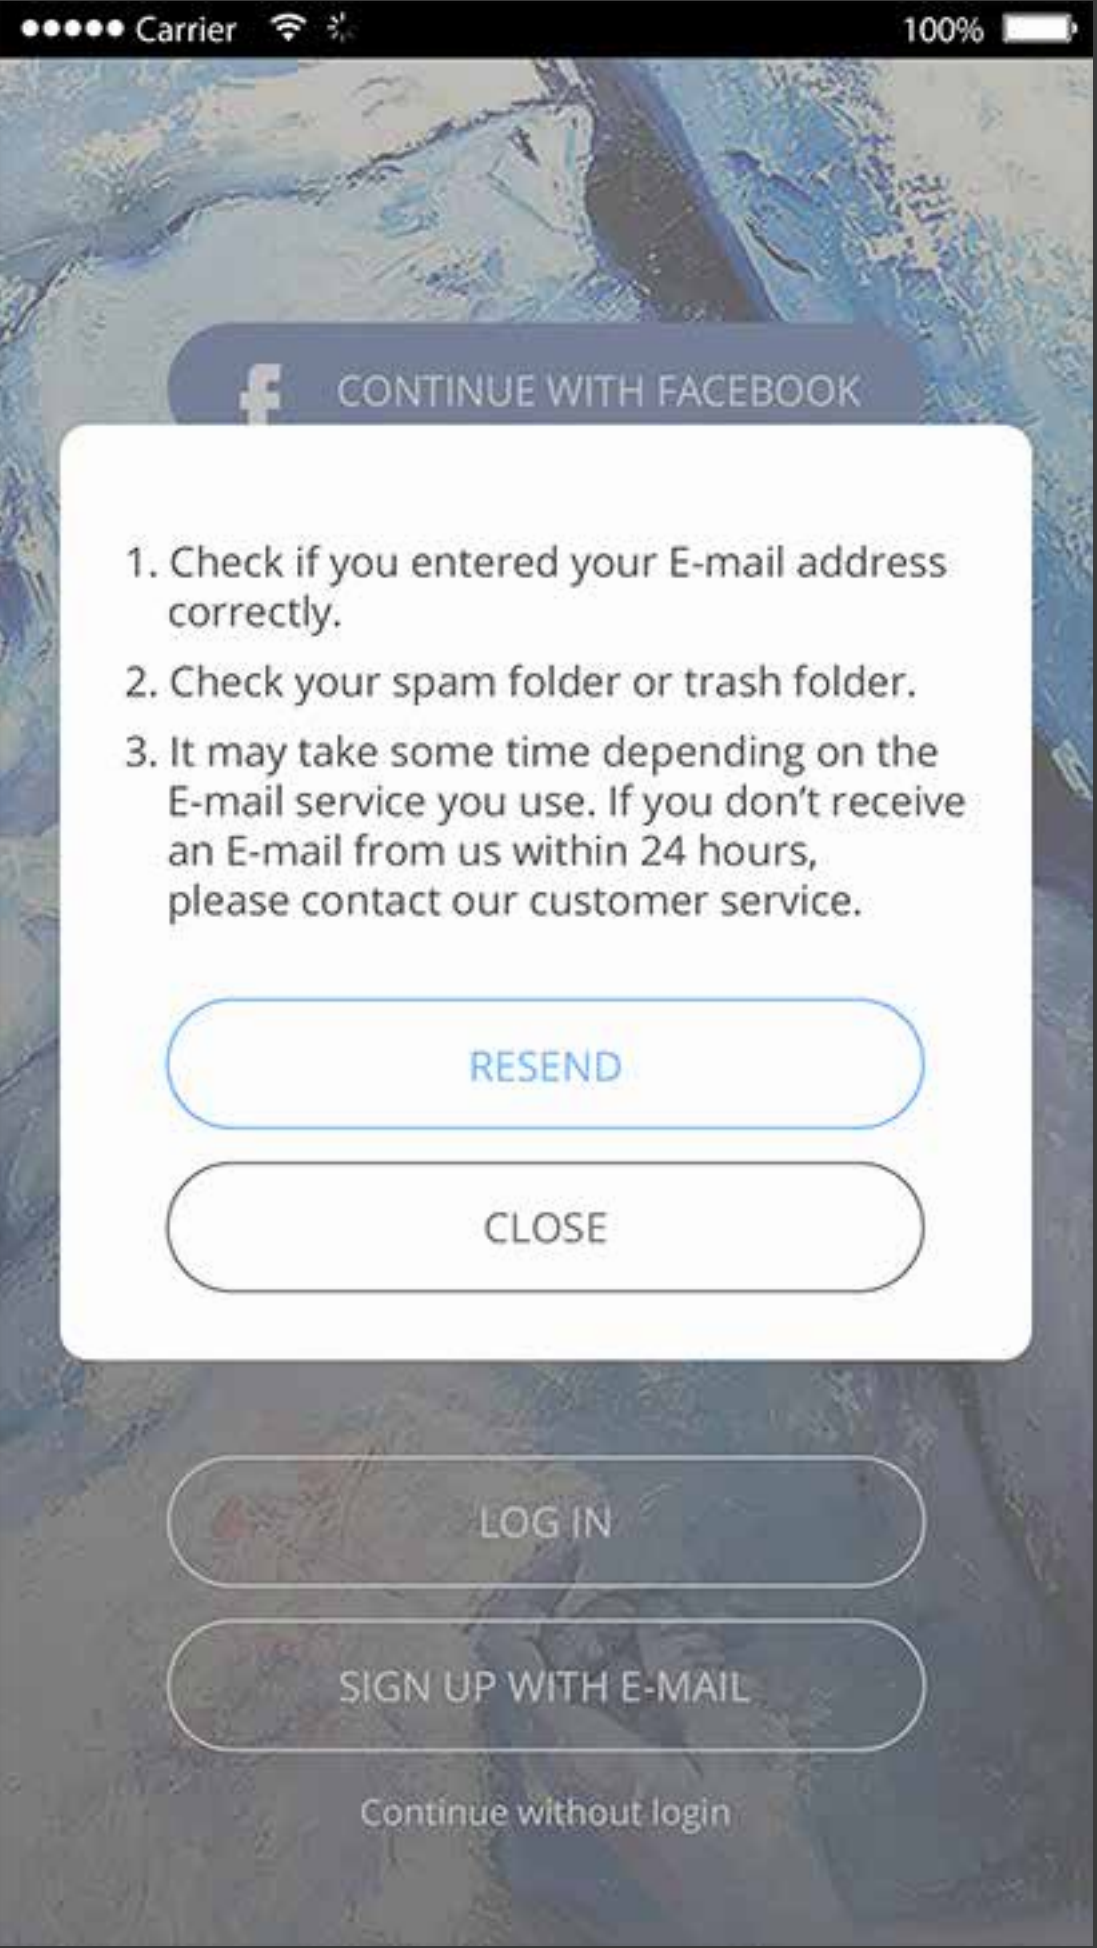 Carrier 100%
CONTINUE WITH FACEBOOK
1. Check if you entered your E-mail address
correctly.
2. Check your spam folder or trash folder.
3. It may take some time depending on the
E-mail service you use. If you don’t receive
an E-mail from us within 24 hours,
please contact our customer service.
RESEND
CLOSE
LOG IN
SIGN UP WITH E-MAIL
Continue without login